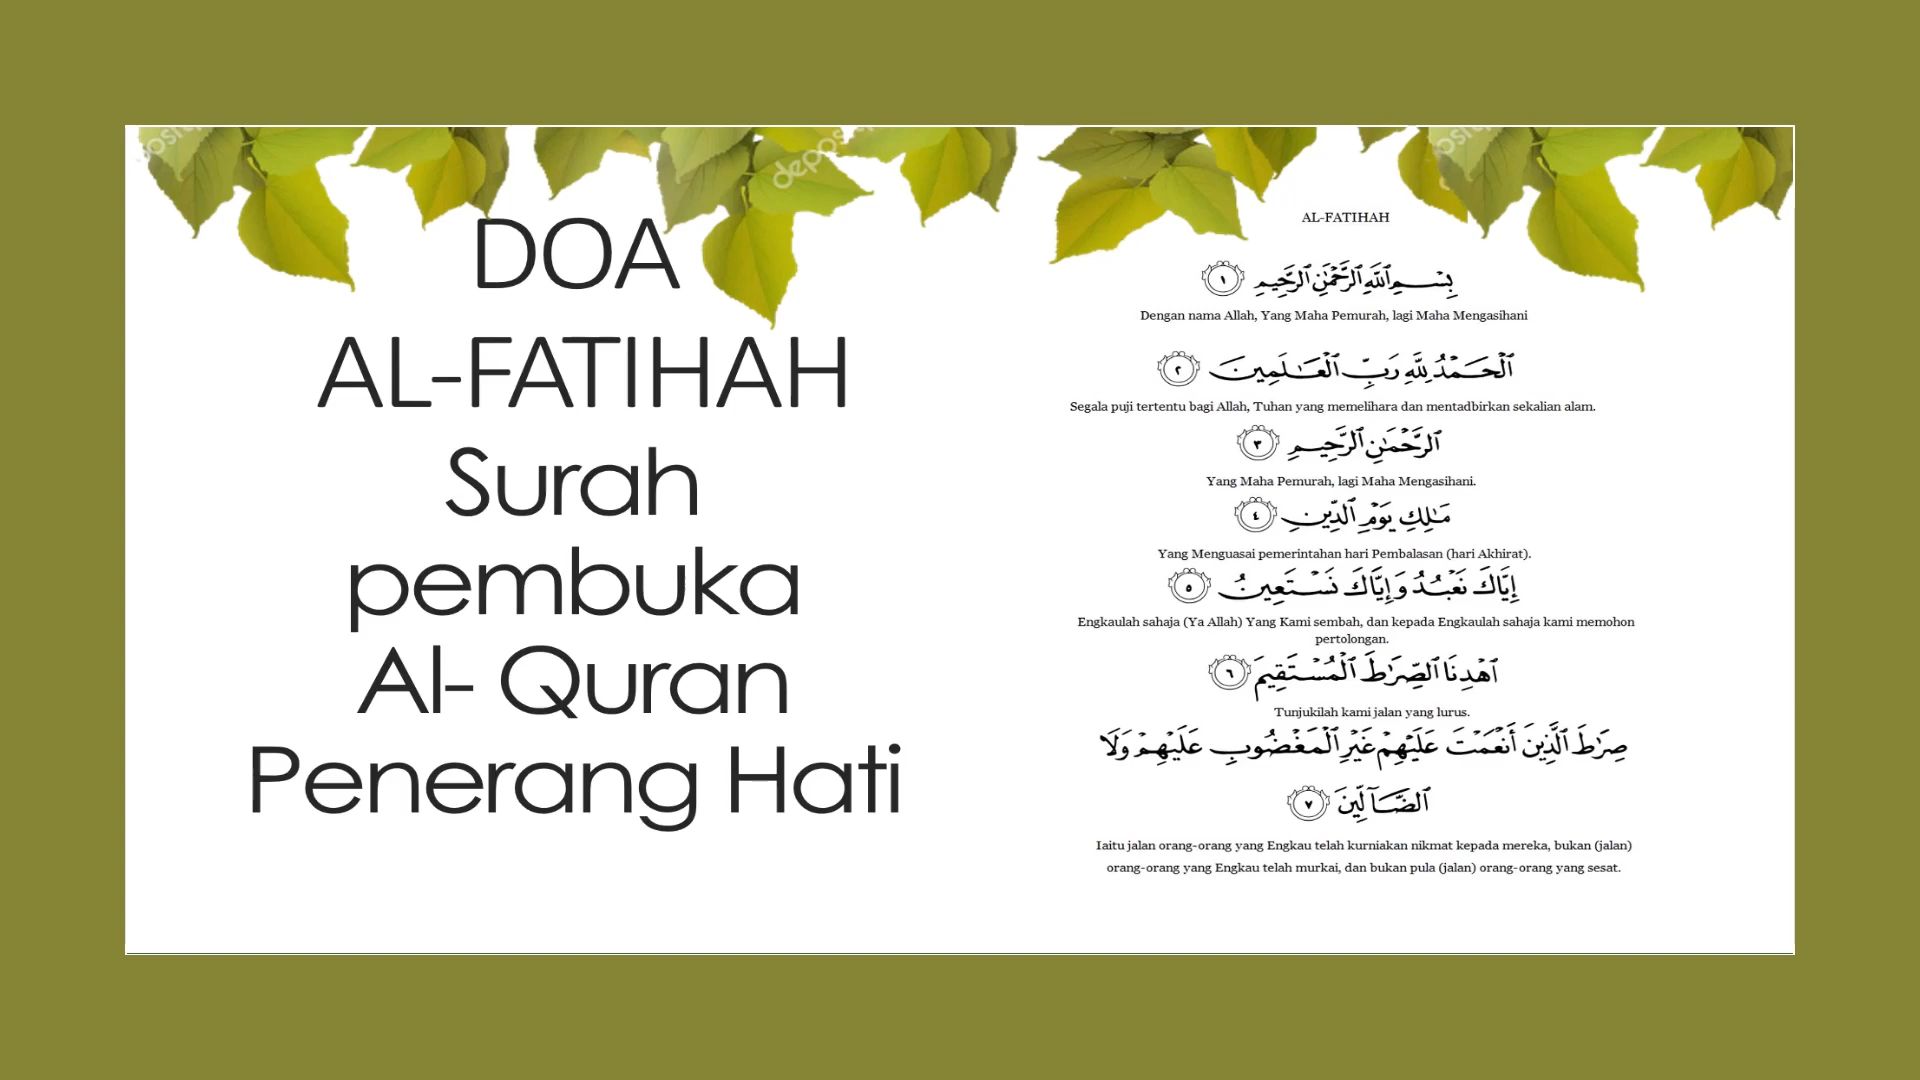 DOA
AL-FATIHAH
Surah
pembuka
Al- Quran
Penerang Hati
depos
AL-FATIHAH
بِسْمِ ٱللَّهِ ٱلرَّحْمَٰنِ ٱلرَّحِيمِ ١
Dengan nama Allah, Yang Maha Pemurah, lagi Maha Mengasihani
ٱلْحَمْدُ لِلَّهِ رَبِّ ٱلْعَـٰلَمِينَ ٢
Segala puji tertentu bagi Allah, Tuhan yang memelihara dan mentadbirkan sekalian alam.
ٱلرَّحْمَٰنِ ٱلرَّحِيمِ ٣
Yang Maha Pemurah, lagi Maha Mengasihani.
مَـٰلِكِ يَوْمِ ٱلدِّينِ ٤
Yang Menguasai pemerintahan hari Pembalasan (hari Akhirat).
إِيَّاكَ نَعْبُدُ وَإِيَّاكَ نَسْتَعِينُ ٥
Engkaulah sahaja (Ya Allah) Yang Kami sembah, dan kepada Engkaulah sahaja kami memohon
pertolongan.
ٱهْدِنَا ٱلصِّرَٰطَ ٱلْمُسْتَقِيمَ ٦
Tunjukilah kami jalan yang lurus.
صِرَٰطَ ٱلَّذِينَ أَنْعَمْتَ عَلَيْهِمْ غَيْرِ ٱلْمَغْضُوبِ عَلَيْهِمْ وَلَا
ٱلضَّآلِّينَ ٧
Iaitu jalan orang-orang yang Engkau telah kurniakan nikmat kepada mereka, bukan (jalan)
orang-orang yang Engkau telah murkai, dan bukan pula (jalan) orang-orang yang sesat.